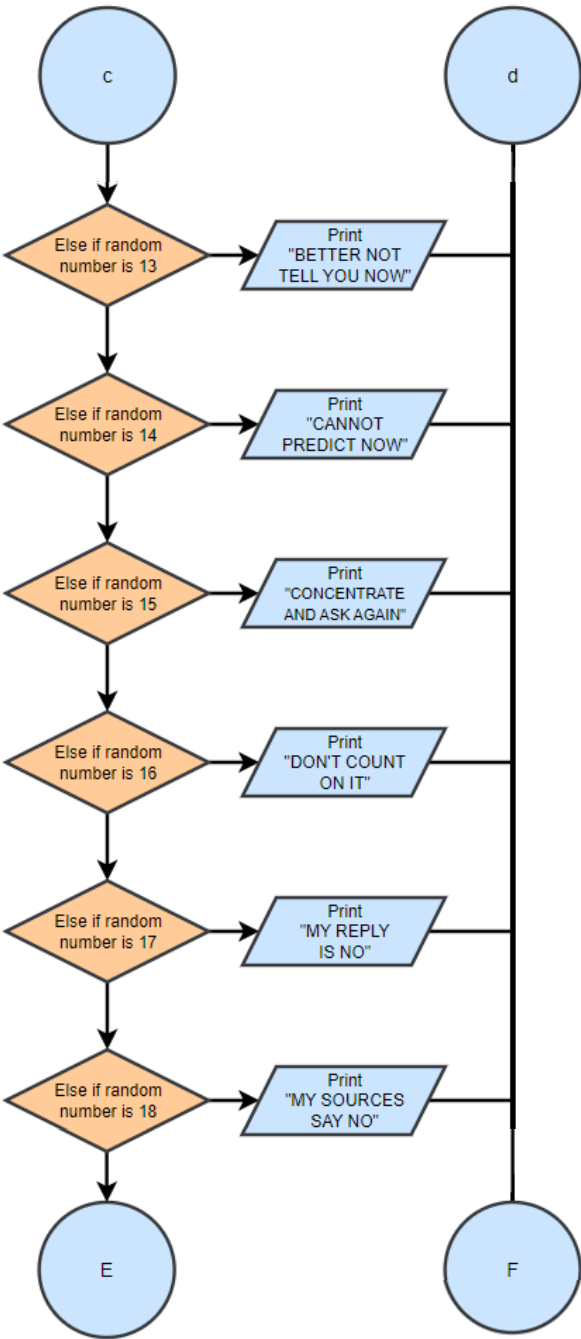 c
d
Else if random
number is 13
Print
"BETTER NOT
TELL YOU NOW"
Else if random
number is 14
Print
"CANNOT
PREDICT NOW"
Else if random
number is 15
Print
"CONCENTRATE
AND ASK AGAIN"
Else if random
number is 16
Print
"DON'T COUNT
ON IT"
Else if random
number is 17
Print
"MY REPLY
IS NO"
Else if random
number is 18
Print
"MY SOURCES
SAY NO"
E
F